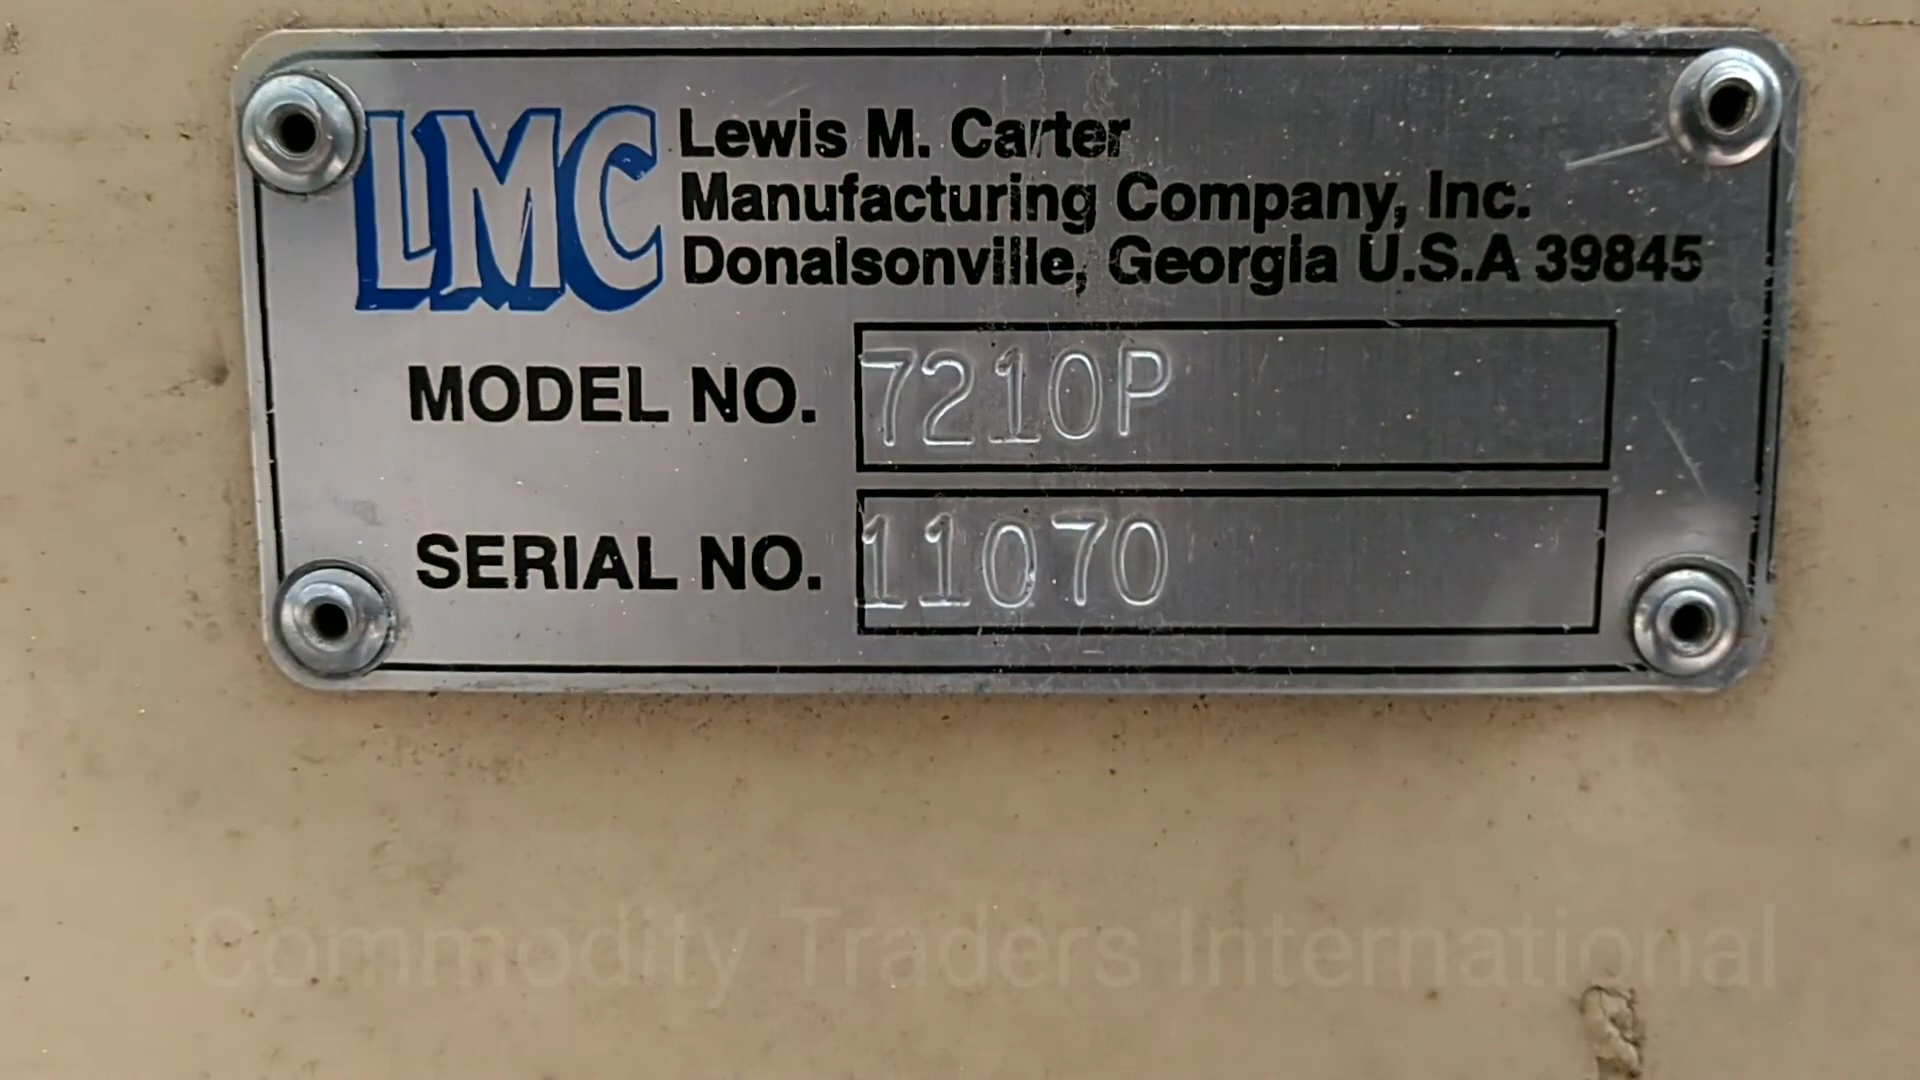 LMC
Lewis M. Carter
Manufacturing Company, Inc.
Donalsonville, Georgia U.S.A 39845
MODEL NO. 7210P
SERIAL NO. 11070
Commodity Traders International